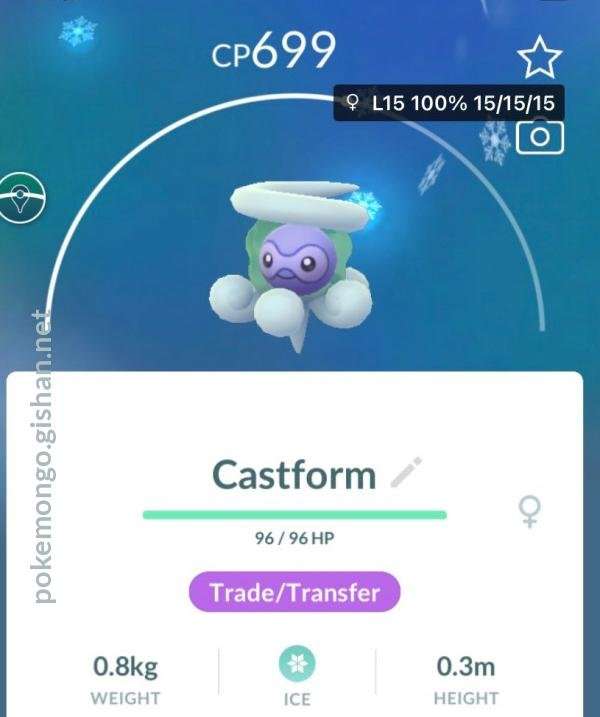 CP699
♀ L15 100% 15/15/15
pokemongo.gishan.net
Castform
96 / 96 HP
Trade/Transfer
0.8kg
WEIGHT
ICE
0.3m
HEIGHT